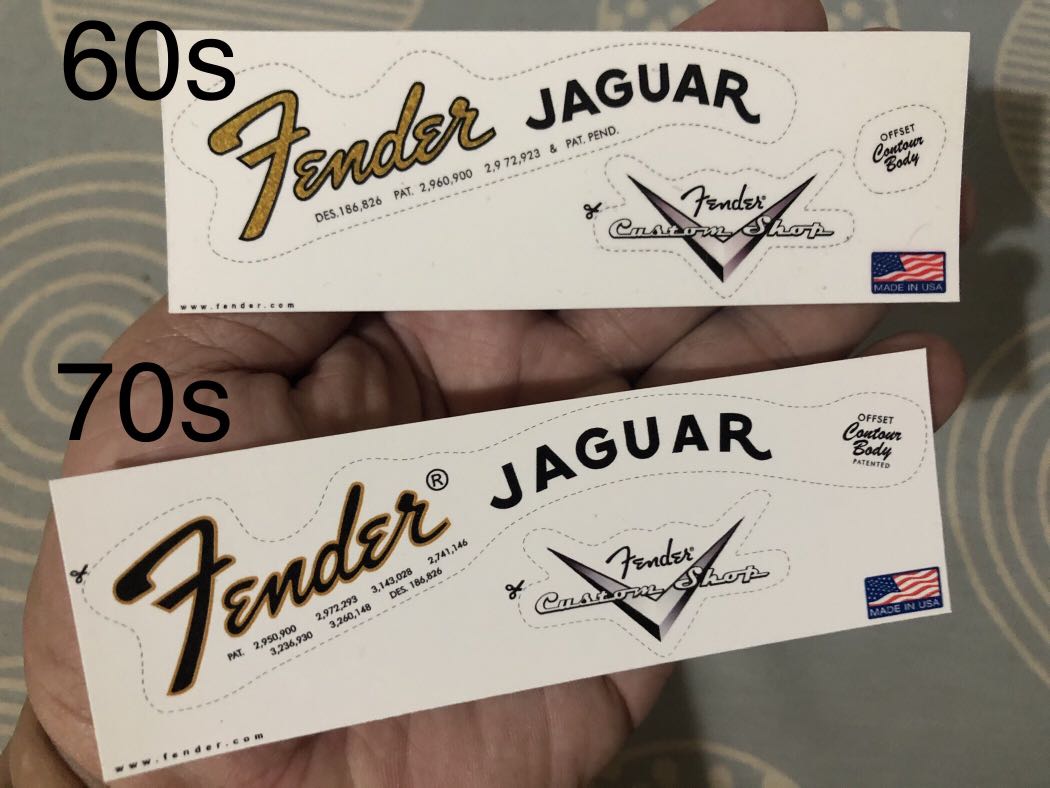 60s
Fender JAGUAR
DES.186,826 PAT. 2,960,900 2,9 72,923 & PAT. PEND.
OFFSET
Contour
Body
Fender®
Custom Shop
MADE IN USA
www.fender.com
70s
Fender® JAGUAR
PAT. 2,950,900 2,972,293 3,143,028 2,741,146
3,236,930 3,260,148 DES. 186,826
OFFSET
Contour
Body
PATENTED
Fender®
Custom Shop
MADE IN USA
www.fender.com